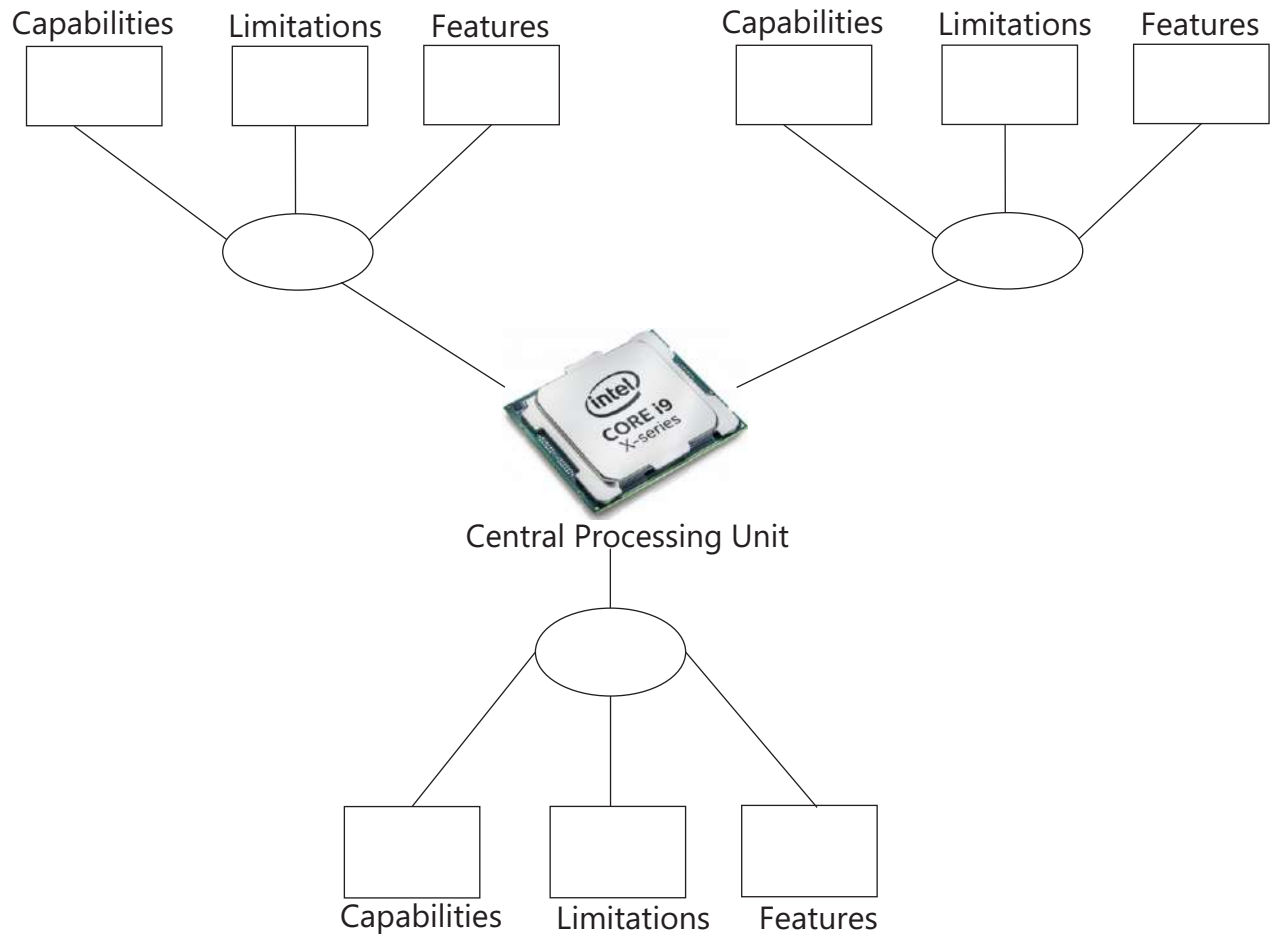 Capabilities Limitations Features
Capabilities Limitations Features
intel
CORE i9
X-series
Central Processing Unit
Capabilities Limitations Features